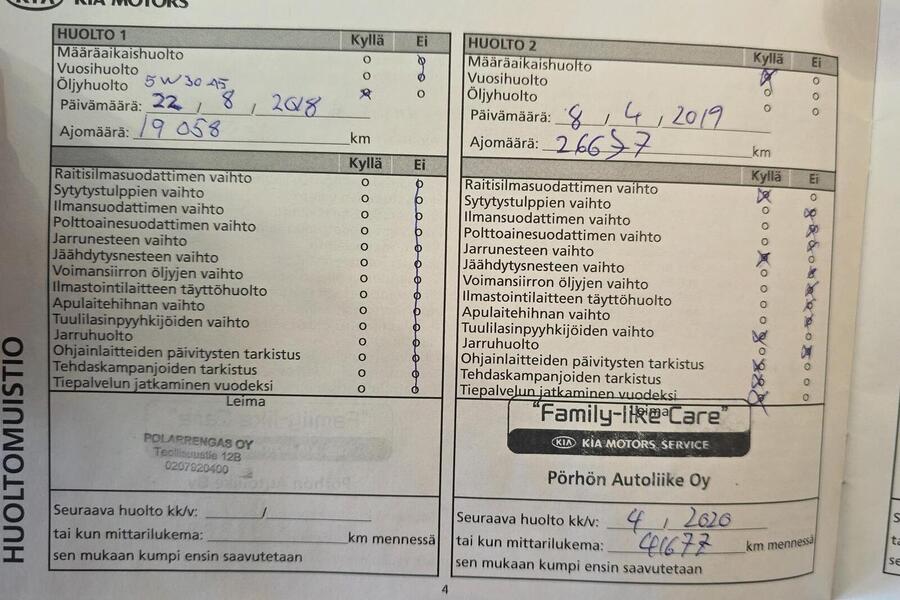 KIA MOTORS
HUOLTOMUISTIO
HUOLTO 1 Kyllä Ei
Määräaikaishuolto o o
Vuosihuolto o o
Öljyhuolto 5W30 A5 o o
Päivämäärä: 22 , 8 , 2018
Ajomäärä: 19 058 km
Kyllä Ei
Raitisilmasuodattimen vaihto o o
Sytytystulppien vaihto o o
Ilmansuodattimen vaihto o o
Polttoainesuodattimen vaihto o o
Jarrunesteen vaihto o o
Jäähdytysnesteen vaihto o o
Voimansiirron öljyjen vaihto o o
Ilmastointilaitteen täyttöhuolto o o
Apulaitehihnan vaihto o o
Tuulilasinpyyhkijöiden vaihto o o
Jarruhuolto o o
Ohjainlaitteiden päivitysten tarkistus o o
Tehdaskampanjoiden tarkistus o o
Tiepalvelun jatkaminen vuodeksi o o
Leima
POLARRENGAS OY
Teollisuustie 12B
0207920400
Seuraava huolto kk/v: /
tai kun mittarilukema: km mennessä
sen mukaan kumpi ensin saavutetaan
HUOLTO 2 Kyllä Ei
Määräaikaishuolto o o
Vuosihuolto o o
Öljyhuolto o o
Päivämäärä: 8 , 4 , 2019
Ajomäärä: 26677 km
Kyllä Ei
Raitisilmasuodattimen vaihto o o
Sytytystulppien vaihto o o
Ilmansuodattimen vaihto o o
Polttoainesuodattimen vaihto o o
Jarrunesteen vaihto o o
Jäähdytysnesteen vaihto o o
Voimansiirron öljyjen vaihto o o
Ilmastointilaitteen täyttöhuolto o o
Apulaitehihnan vaihto o o
Tuulilasinpyyhkijöiden vaihto o o
Jarruhuolto o o
Ohjainlaitteiden päivitysten tarkistus o o
Tehdaskampanjoiden tarkistus o o
Tiepalvelun jatkaminen vuodeksi o o
Leima
"Family-like Care"
KIA KIA MOTORS SERVICE
Pörhön Autoliike Oy
Seuraava huolto kk/v: 4 , 2020
tai kun mittarilukema: 41677 km mennessä
sen mukaan kumpi ensin saavutetaan
4